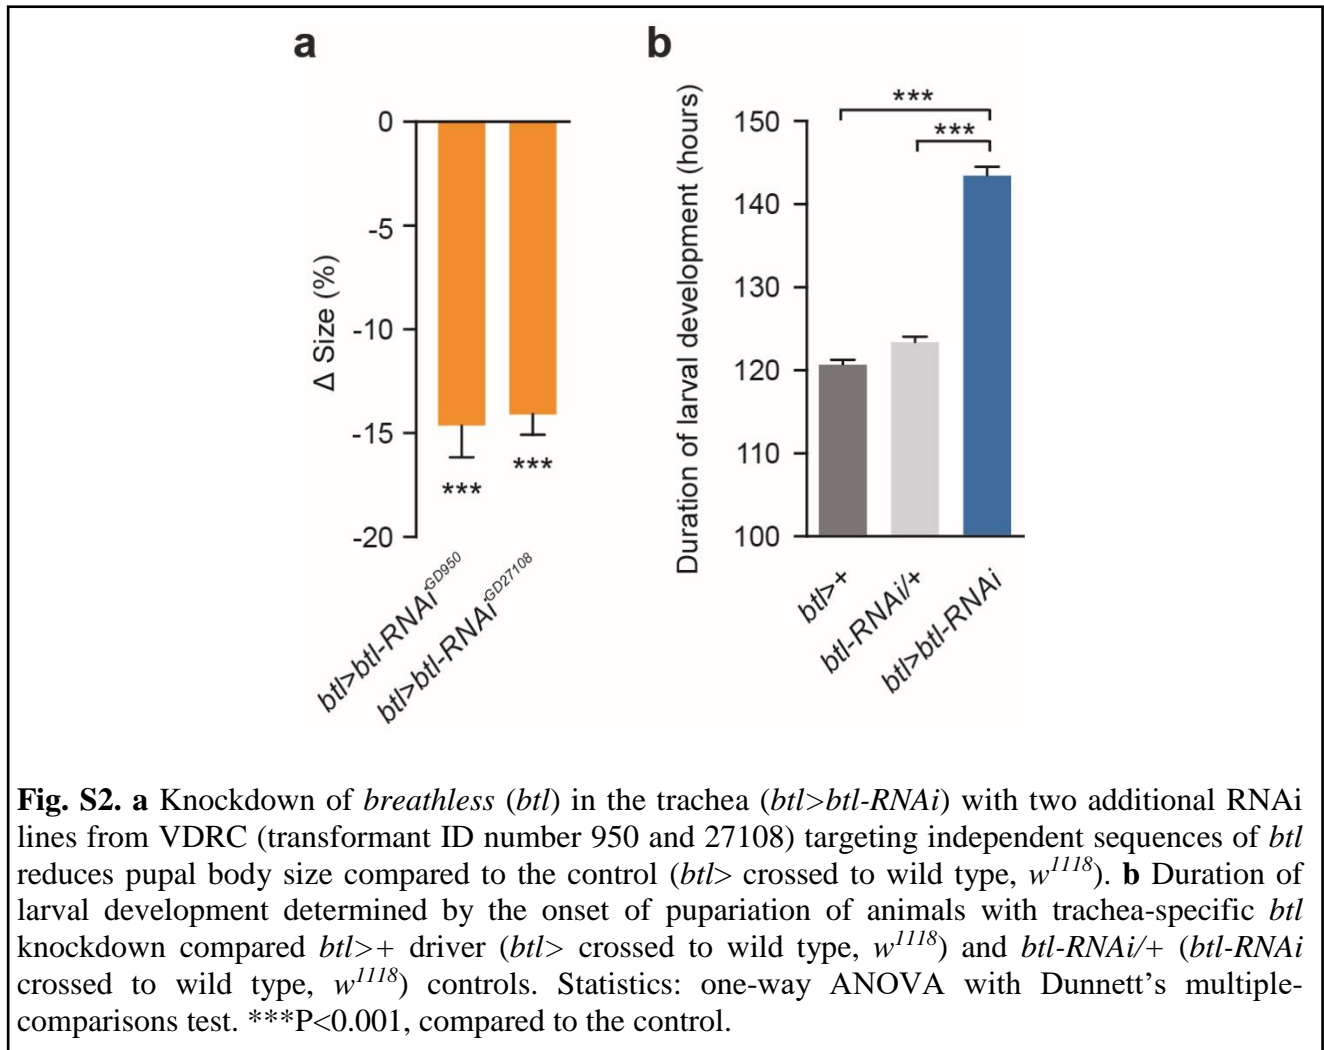 a
Δ Size (%)
0
-5
-10
-15
-20
***
***
btl>btl-RNAi^GD950
btl>btl-RNAi^GD27108
b
Duration of larval development (hours)
150
140
130
120
110
100
***
***
btl>+
btl-RNAi/+
btl>btl-RNAi
Fig. S2. a Knockdown of breathless (btl) in the trachea (btl>btl-RNAi) with two additional RNAi
lines from VDRC (transformant ID number 950 and 27108) targeting independent sequences of btl
reduces pupal body size compared to the control (btl> crossed to wild type, w^1118). b Duration of
larval development determined by the onset of pupariation of animals with trachea-specific btl
knockdown compared btl>+ driver (btl> crossed to wild type, w^1118) and btl-RNAi/+ (btl-RNAi
crossed to wild type, w^1118) controls. Statistics: one-way ANOVA with Dunnett’s multiple-
comparisons test. ***P<0.001, compared to the control.